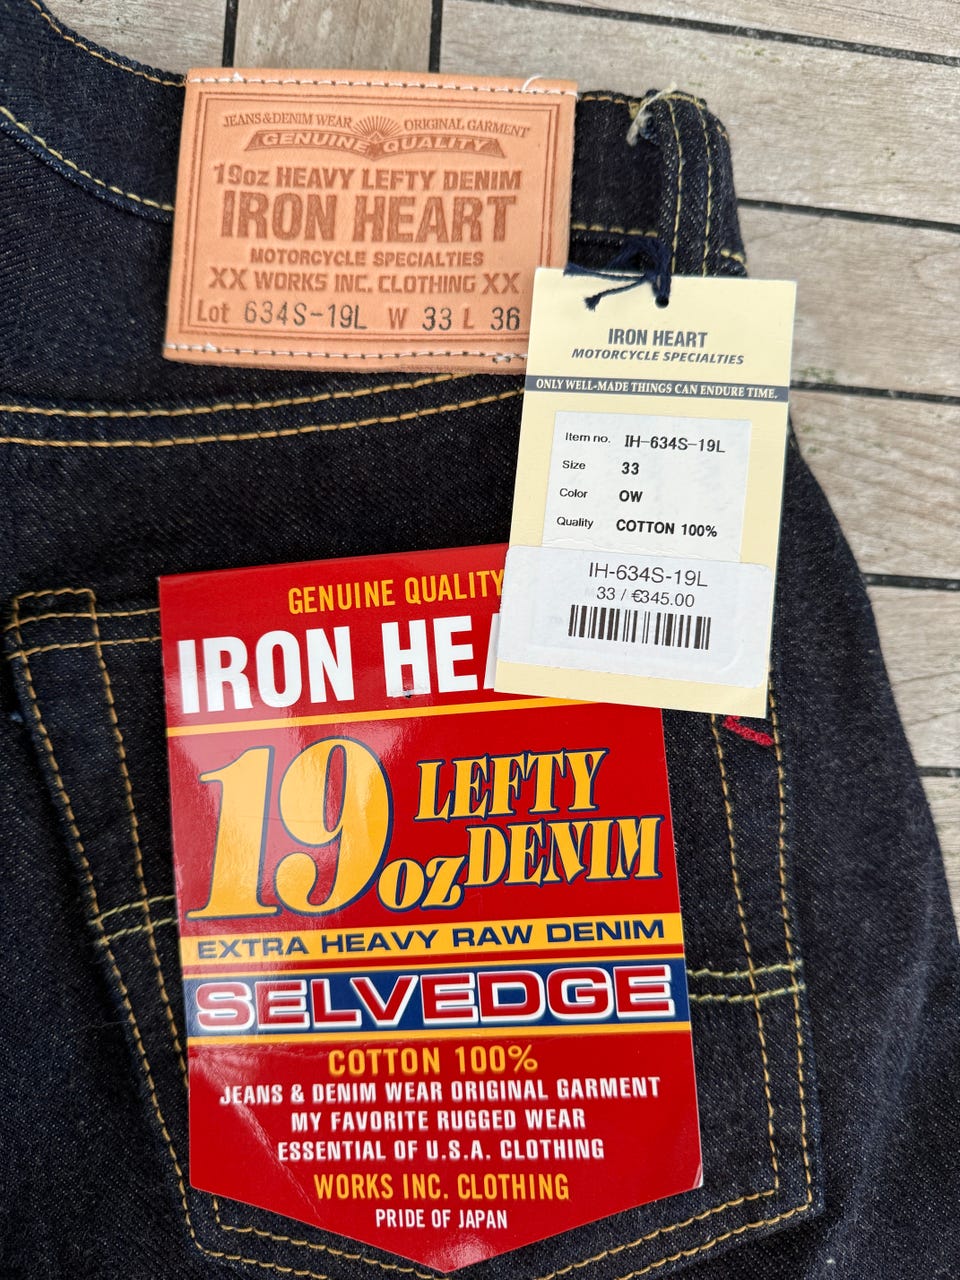 JEANS & DENIM WEAR ORIGINAL GARMENT
GENUINE QUALITY
19oz HEAVY LEFTY DENIM
IRON HEART
MOTORCYCLE SPECIALTIES
XX WORKS INC. CLOTHING XX
Lot 634S-19L W 33 L 36
IRON HEART
MOTORCYCLE SPECIALTIES
ONLY WELL-MADE THINGS CAN ENDURE TIME.
Item no. IH-634S-19L
Size 33
Color OW
Quality COTTON 100%
IH-634S-19L
33 / €345.00
GENUINE QUALITY
IRON HEA
19oz LEFTY
DENIM
EXTRA HEAVY RAW DENIM
SELVEDGE
COTTON 100%
JEANS & DENIM WEAR ORIGINAL GARMENT
MY FAVORITE RUGGED WEAR
ESSENTIAL OF U.S.A. CLOTHING
WORKS INC. CLOTHING
PRIDE OF JAPAN